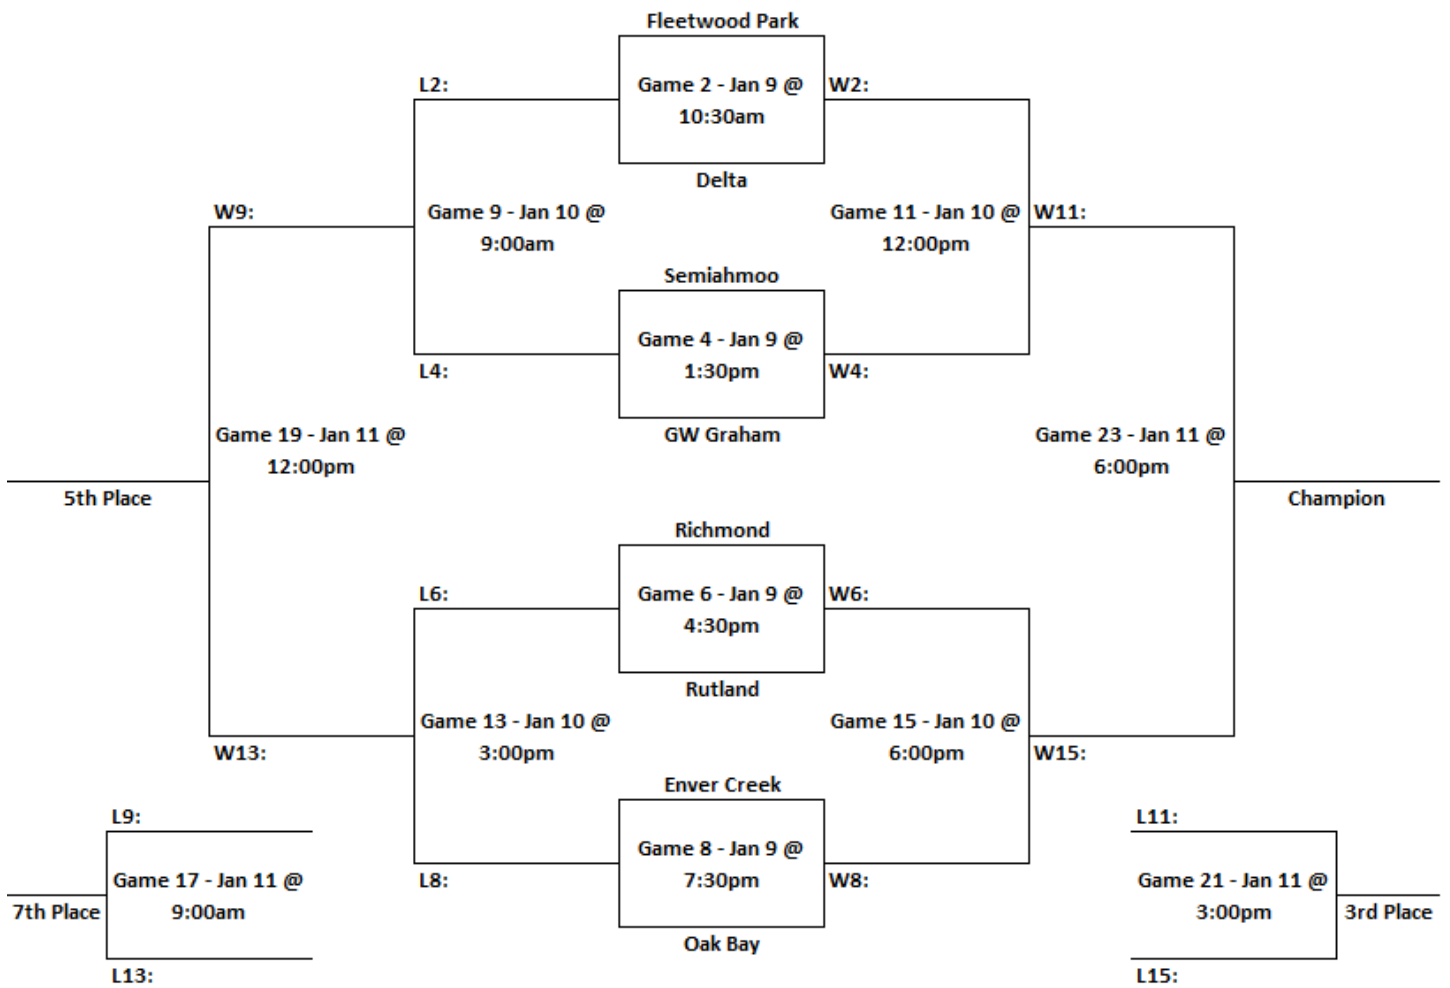 Fleetwood Park
L2:
Game 2 - Jan 9 @
10:30am
W2:
Delta
W9:
Game 9 - Jan 10 @
9:00am
Game 11 - Jan 10 @
12:00pm
W11:
Semiahmoo
Game 4 - Jan 9 @
1:30pm
L4:
W4:
GW Graham
Game 19 - Jan 11 @
12:00pm
Game 23 - Jan 11 @
6:00pm
5th Place
Champion
Richmond
L6:
Game 6 - Jan 9 @
4:30pm
W6:
Rutland
Game 13 - Jan 10 @
3:00pm
Game 15 - Jan 10 @
6:00pm
W13:
W15:
Enver Creek
L9:
L11:
Game 8 - Jan 9 @
7:30pm
L8:
W8:
Game 17 - Jan 11 @
9:00am
7th Place
Game 21 - Jan 11 @
3:00pm
3rd Place
Oak Bay
L13:
L15: